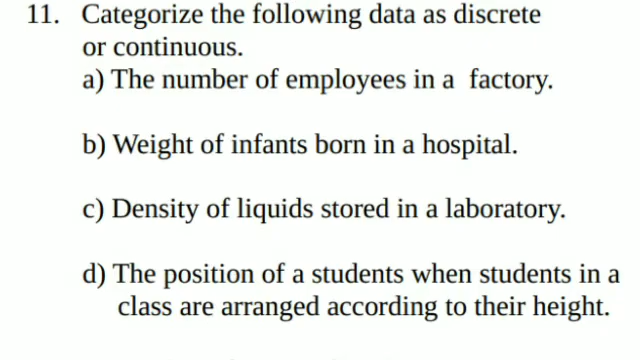 11. Categorize the following data as discrete
or continuous.
a) The number of employees in a factory.
b) Weight of infants born in a hospital.
c) Density of liquids stored in a laboratory.
d) The position of a students when students in a
class are arranged according to their height.